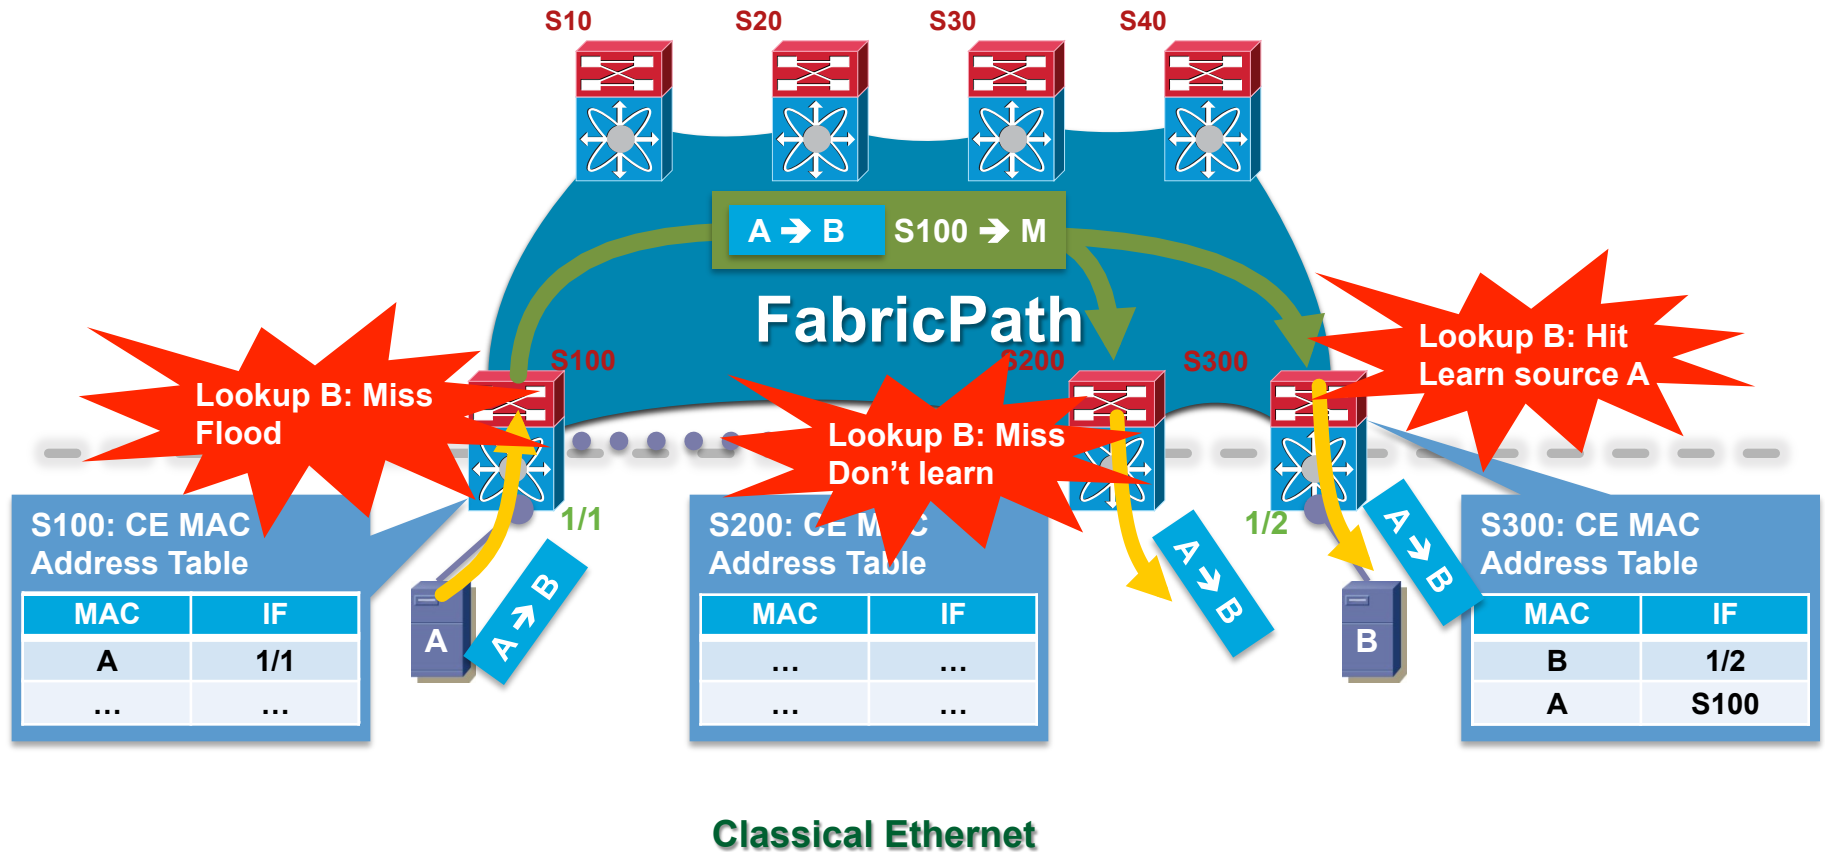 S10
S20
S30
S40
A ➔ B
S100 ➔ M
FabricPath
S100
S200
S300
Lookup B: Miss
Flood
Lookup B: Miss
Don't learn
Lookup B: Hit
Learn source A
1/1
1/2
S100: CE MAC
Address Table
MAC IF
A 1/1
... ...
A
A ➔ B
S200: CE MAC
Address Table
MAC IF
... ...
... ...
A ➔ B
B
A ➔ B
S300: CE MAC
Address Table
MAC IF
B 1/2
A S100
Classical Ethernet